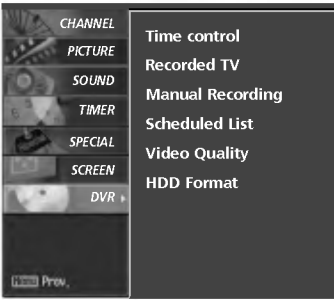 CHANNEL
PICTURE
SOUND
TIMER
SPECIAL
SCREEN
DVR
Menu Prev.
Time control
Recorded TV
Manual Recording
Scheduled List
Video Quality
HDD Format